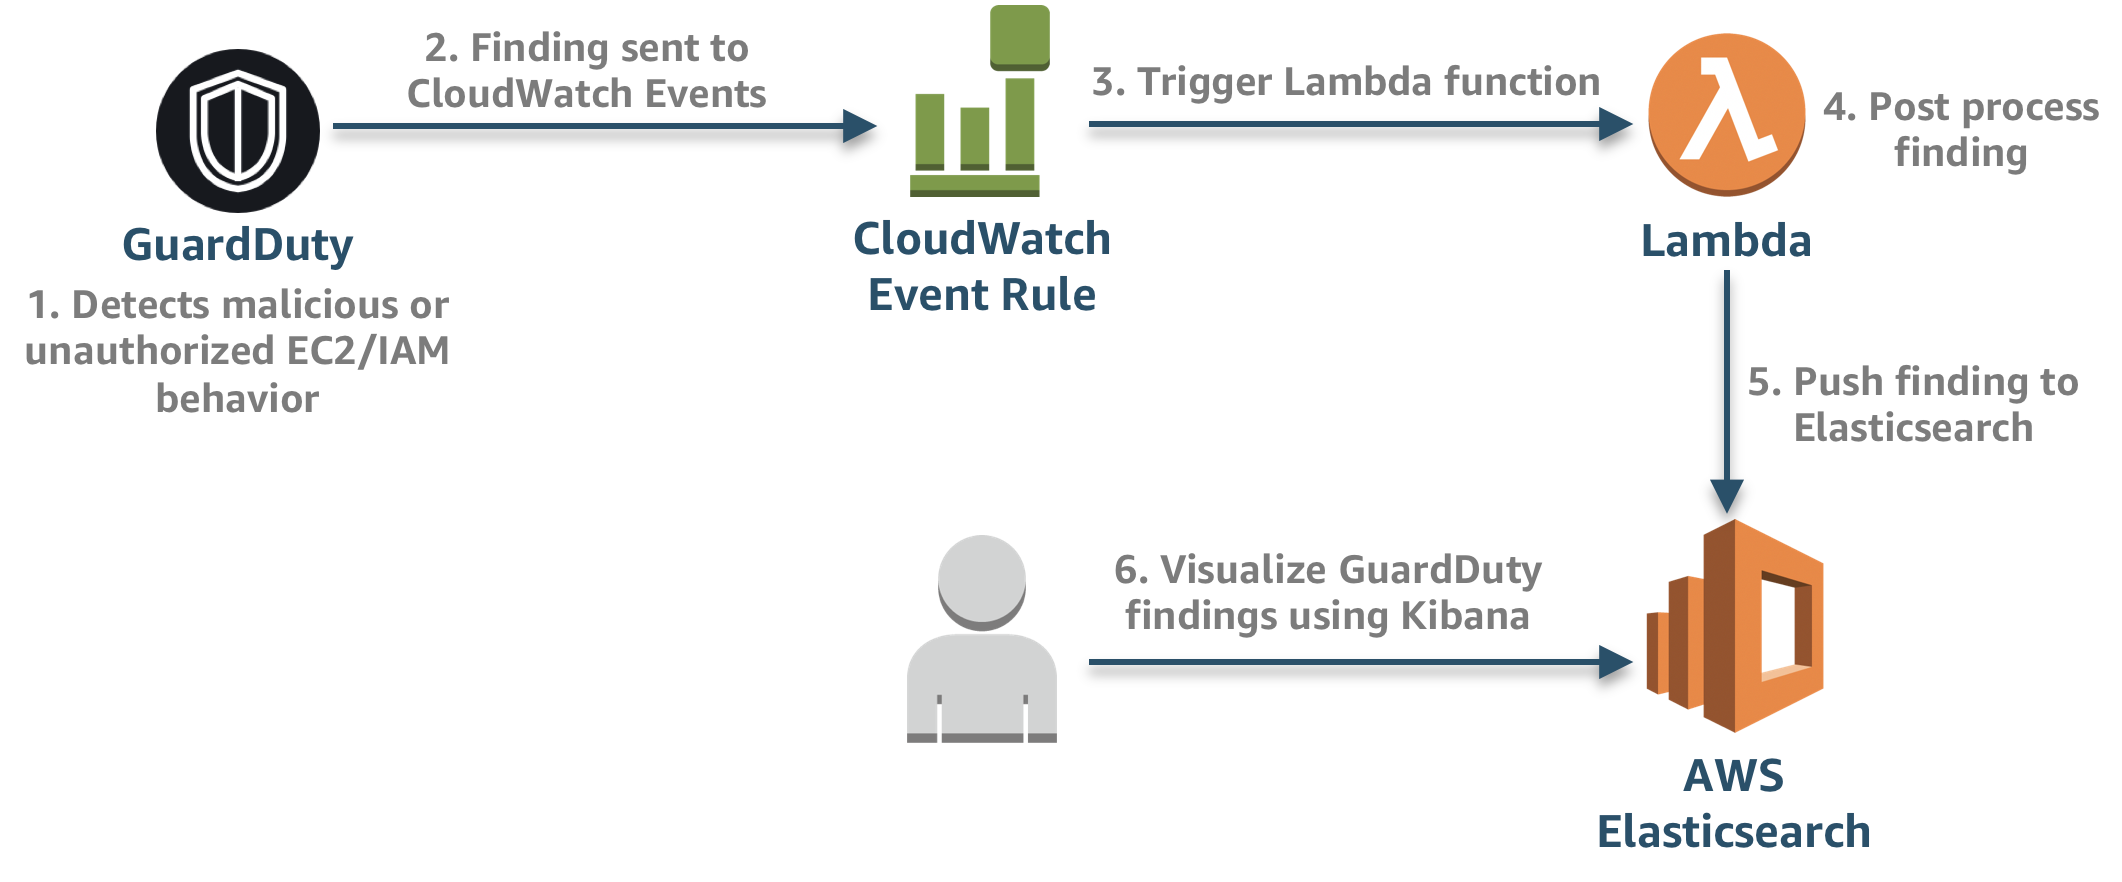 2. Finding sent to
CloudWatch Events
3. Trigger Lambda function
4. Post process
finding
GuardDuty
1. Detects malicious or
unauthorized EC2/IAM
behavior
CloudWatch
Event Rule
Lambda
5. Push finding to
Elasticsearch
6. Visualize GuardDuty
findings using Kibana
AWS
Elasticsearch